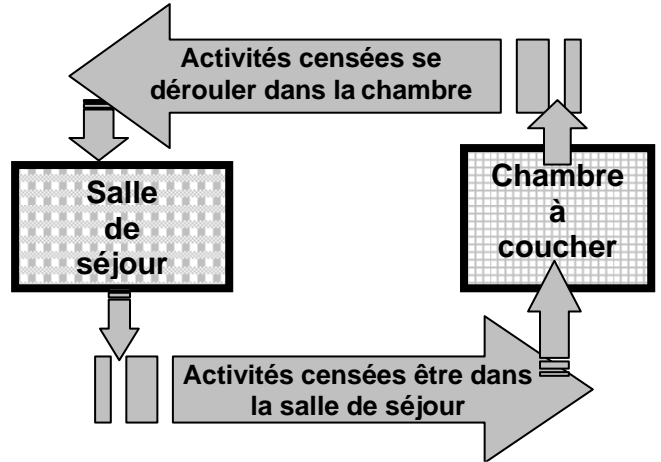 Activités censées se
dérouler dans la chambre
Salle
de
séjour
Chambre
à
coucher
Activités censées être dans
la salle de séjour